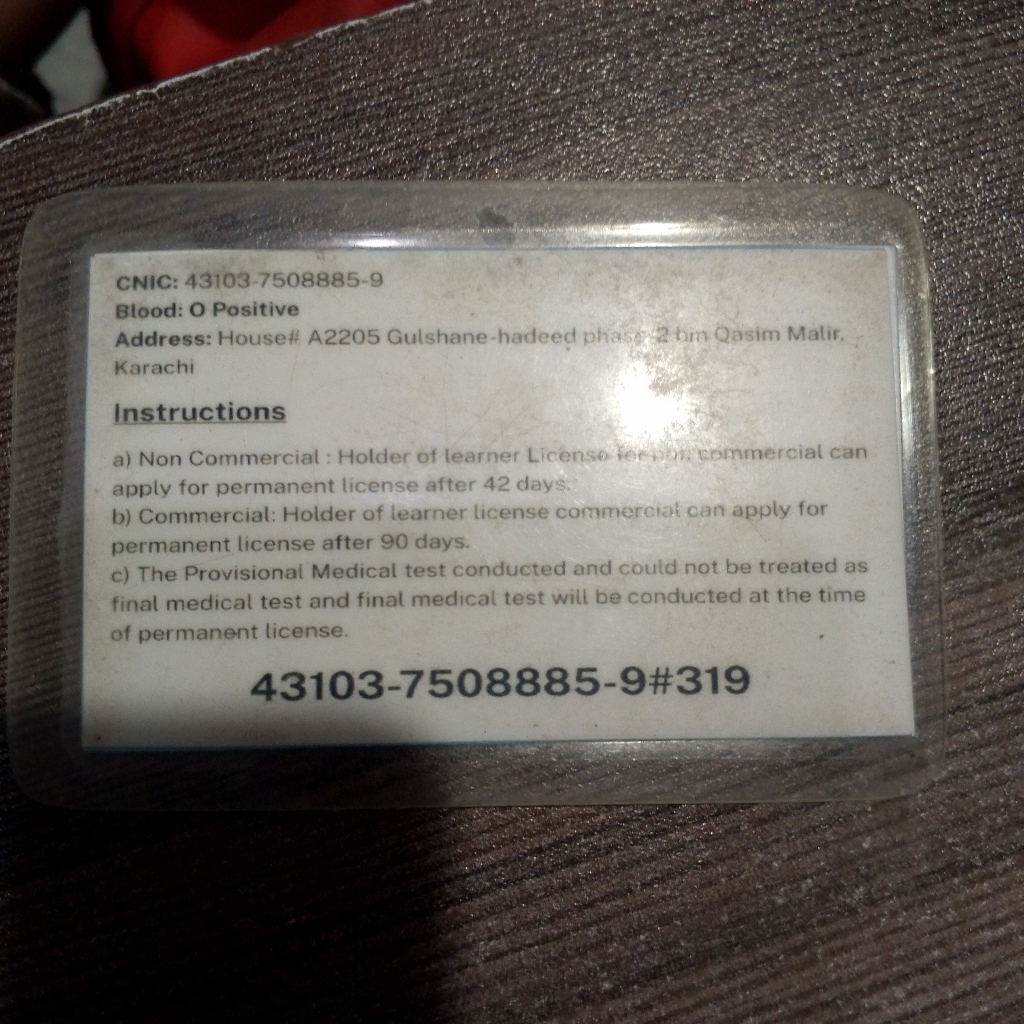 CNIC: 43103-7508885-9
Blood: O Positive
Address: House# A2205 Gulshane-hadeed phase 2 bm Qasim Malir,
Karachi
Instructions
a) Non Commercial : Holder of learner License for non commercial can
apply for permanent license after 42 days.
b) Commercial: Holder of learner license commercial can apply for
permanent license after 90 days.
c) The Provisional Medical test conducted and could not be treated as
final medical test and final medical test will be conducted at the time
of permanent license.
43103-7508885-9#319